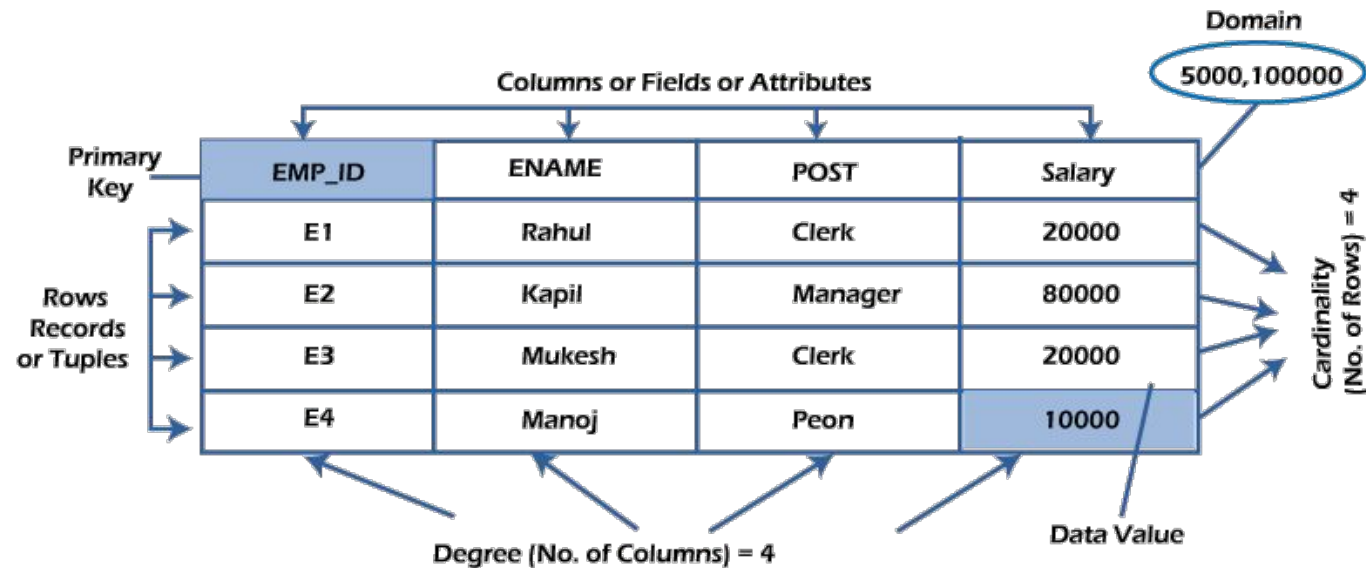 Domain
5000,100000
Columns or Fields or Attributes
Primary
Key
EMP_ID ENAME POST Salary
E1 Rahul Clerk 20000
E2 Kapil Manager 80000
E3 Mukesh Clerk 20000
E4 Manoj Peon 10000
Rows
Records
or Tuples
Cardinality
(No. of Rows) = 4
Data Value
Degree (No. of Columns) = 4